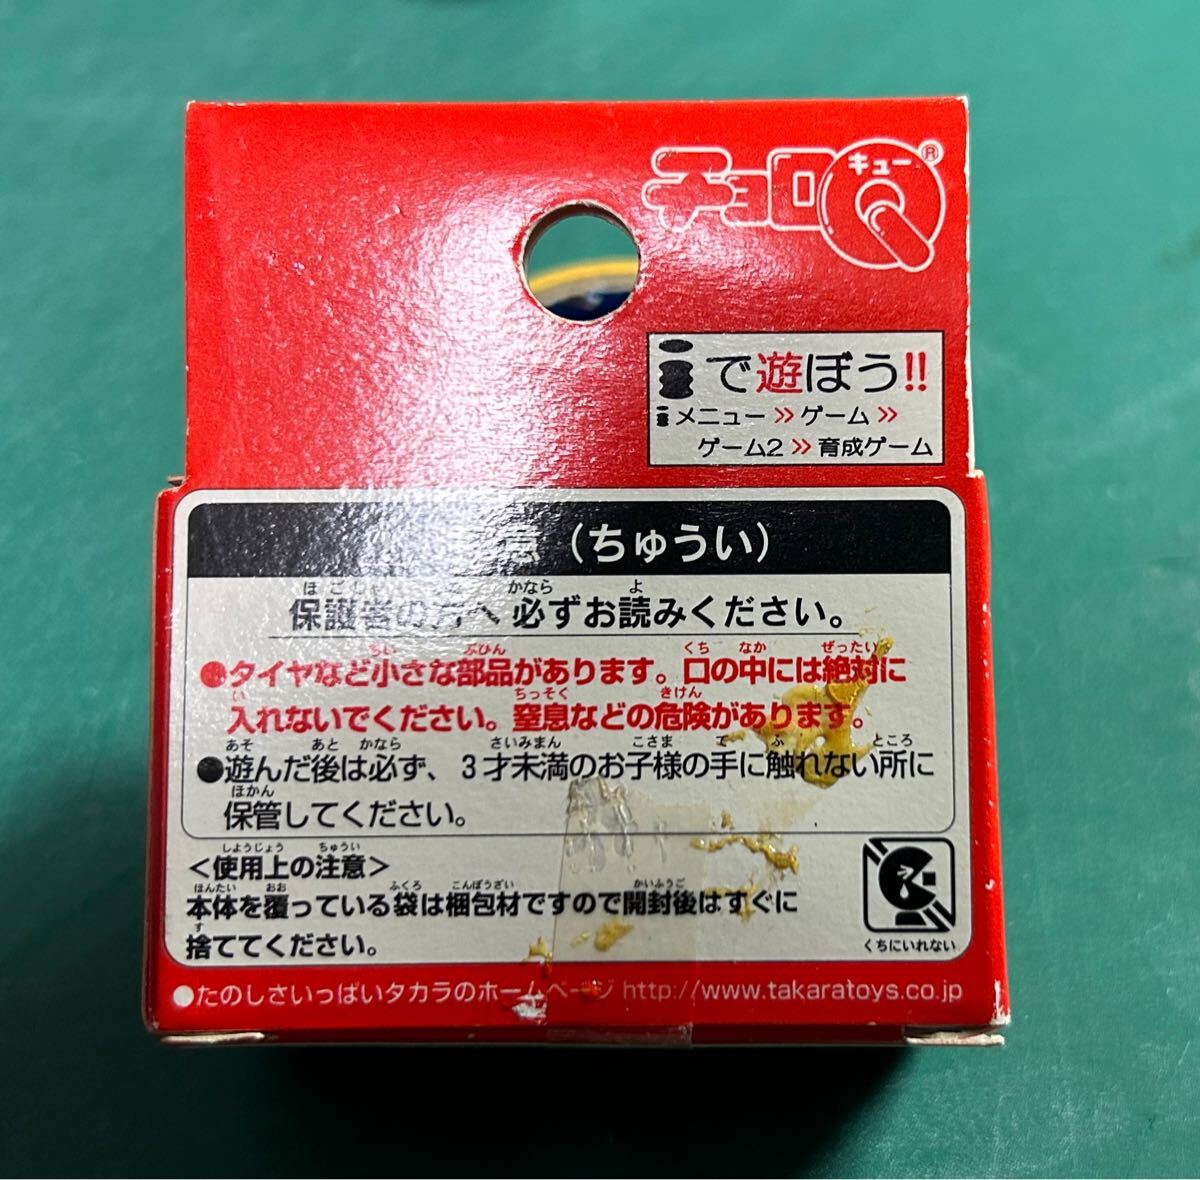 チョロQ キュー ®
i で遊ぼう!!
i メニュー » ゲーム »
ゲーム2 » 育成ゲーム
意（ちゅうい）
保護者の方へ必ずお読みください。
●タイヤなど小さな部品があります。口の中には絶対に
入れないでください。窒息などの危険があります。
●遊んだ後は必ず、3才未満のお子様の手に触れない所に
保管してください。
<使用上の注意>
本体を覆っている袋は梱包材ですので開封後はすぐに
捨ててください。
くちにいれない
●たのしさいっぱいタカラのホームページ http://www.takaratoys.co.jp